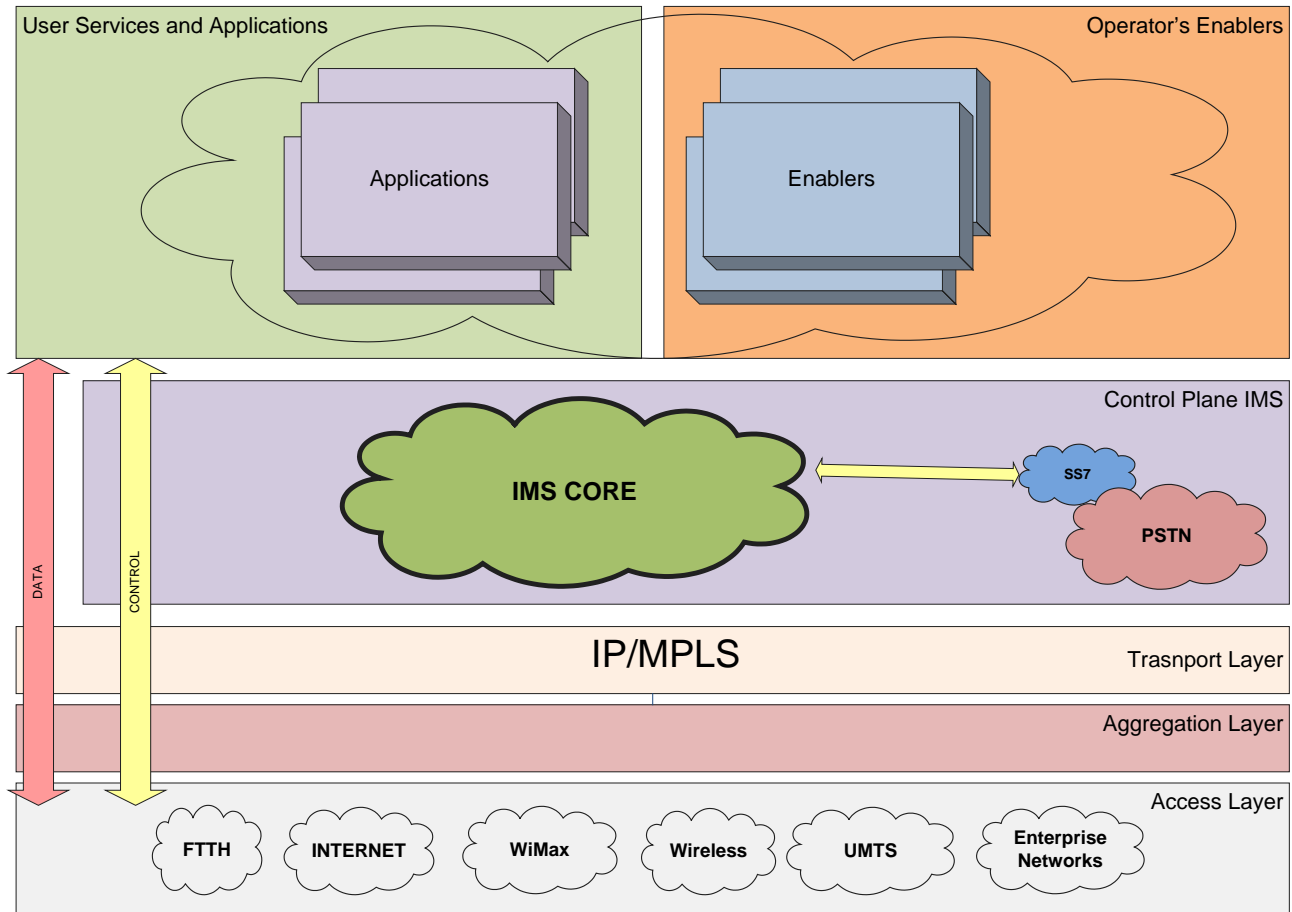 User Services and Applications
Operator's Enablers
Applications
Enablers
Control Plane IMS
IMS CORE
SS7
PSTN
DATA
CONTROL
IP/MPLS
Trasnport Layer
Aggregation Layer
Access Layer
FTTH
INTERNET
WiMax
Wireless
UMTS
Enterprise
Networks